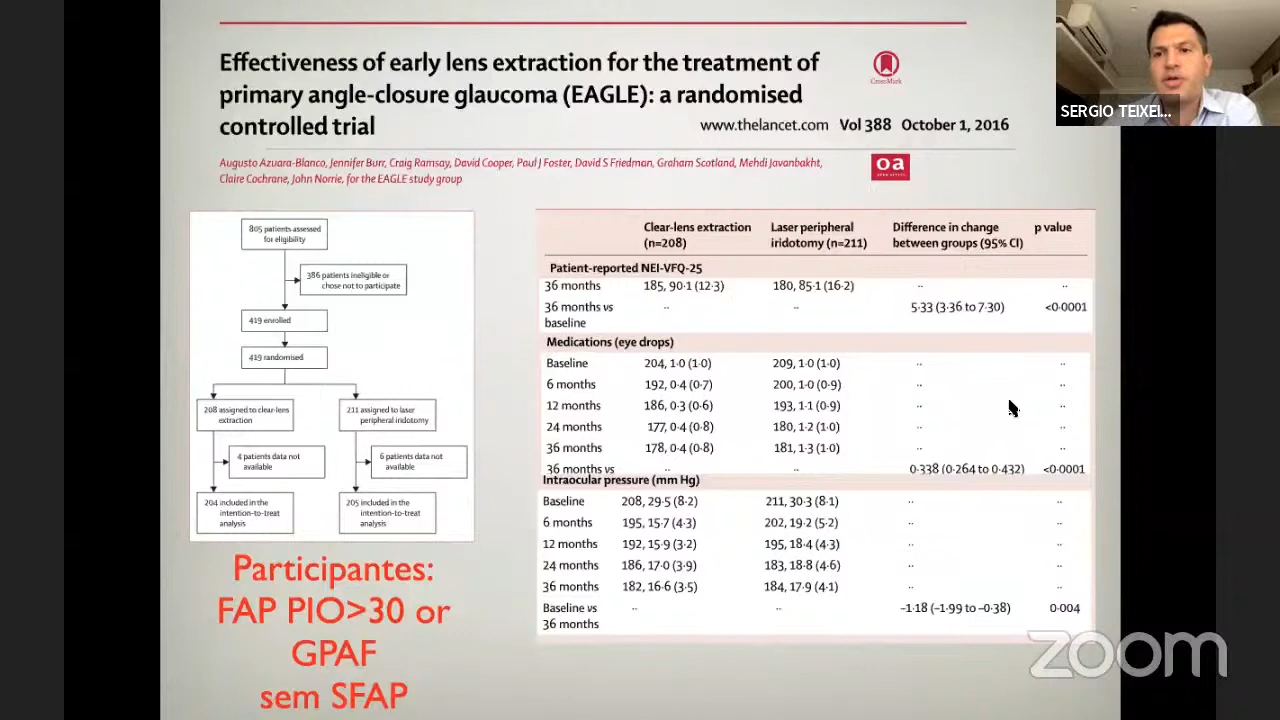 Effectiveness of early lens extraction for the treatment of
primary angle-closure glaucoma (EAGLE): a randomised
controlled trial
www.thelancet.com Vol 388 October 1, 2016
CrossMark
Augusto Azuara-Blanco, Jennifer Burr, Craig Ramsay, David Cooper, Paul J Foster, David S Friedman, Graham Scotland, Mehdi Javanbakht,
Claire Cochrane, John Norrie, for the EAGLE study group
oa
SERGIO TEIXEI...
805 patients assessed
for eligibility
386 patients ineligible or
chose not to participate
419 enrolled
419 randomised
208 assigned to clear-lens
extraction
211 assigned to laser
peripheral iridotomy
4 patients data not
available
6 patients data not
available
204 included in the
intention-to-treat
analysis
205 included in the
intention-to-treat
analysis
Participantes:
FAP PIO>30 or
GPAF
sem SFAP
Clear-lens extraction (n=208) Laser peripheral iridotomy (n=211) Difference in change between groups (95% CI) p value
Patient-reported NEI-VFQ-25
36 months 185, 90·1 (12·3) 180, 85·1 (16·2) ·· ··
36 months vs baseline ·· ·· 5·33 (3·36 to 7·30) <0·0001
Medications (eye drops)
Baseline 204, 1·0 (1·0) 209, 1·0 (1·0) ·· ··
6 months 192, 0·4 (0·7) 200, 1·0 (0·9) ·· ··
12 months 186, 0·3 (0·6) 193, 1·1 (0·9) ·· ··
24 months 177, 0·4 (0·8) 180, 1·2 (1·0) ·· ··
36 months 178, 0·4 (0·8) 181, 1·3 (1·0) ·· ··
36 months vs ·· ·· 0·338 (0·264 to 0·432) <0·0001
Intraocular pressure (mm Hg)
Baseline 208, 29·5 (8·2) 211, 30·3 (8·1) ·· ··
6 months 195, 15·7 (4·3) 202, 19·2 (5·2) ·· ··
12 months 192, 15·9 (3·2) 195, 18·4 (4·3) ·· ··
24 months 186, 17·0 (3·9) 183, 18·8 (4·6) ·· ··
36 months 182, 16·6 (3·5) 184, 17·9 (4·1) ·· ··
Baseline vs 36 months ·· ·· –1·18 (–1·99 to –0·38) 0·004
zoom